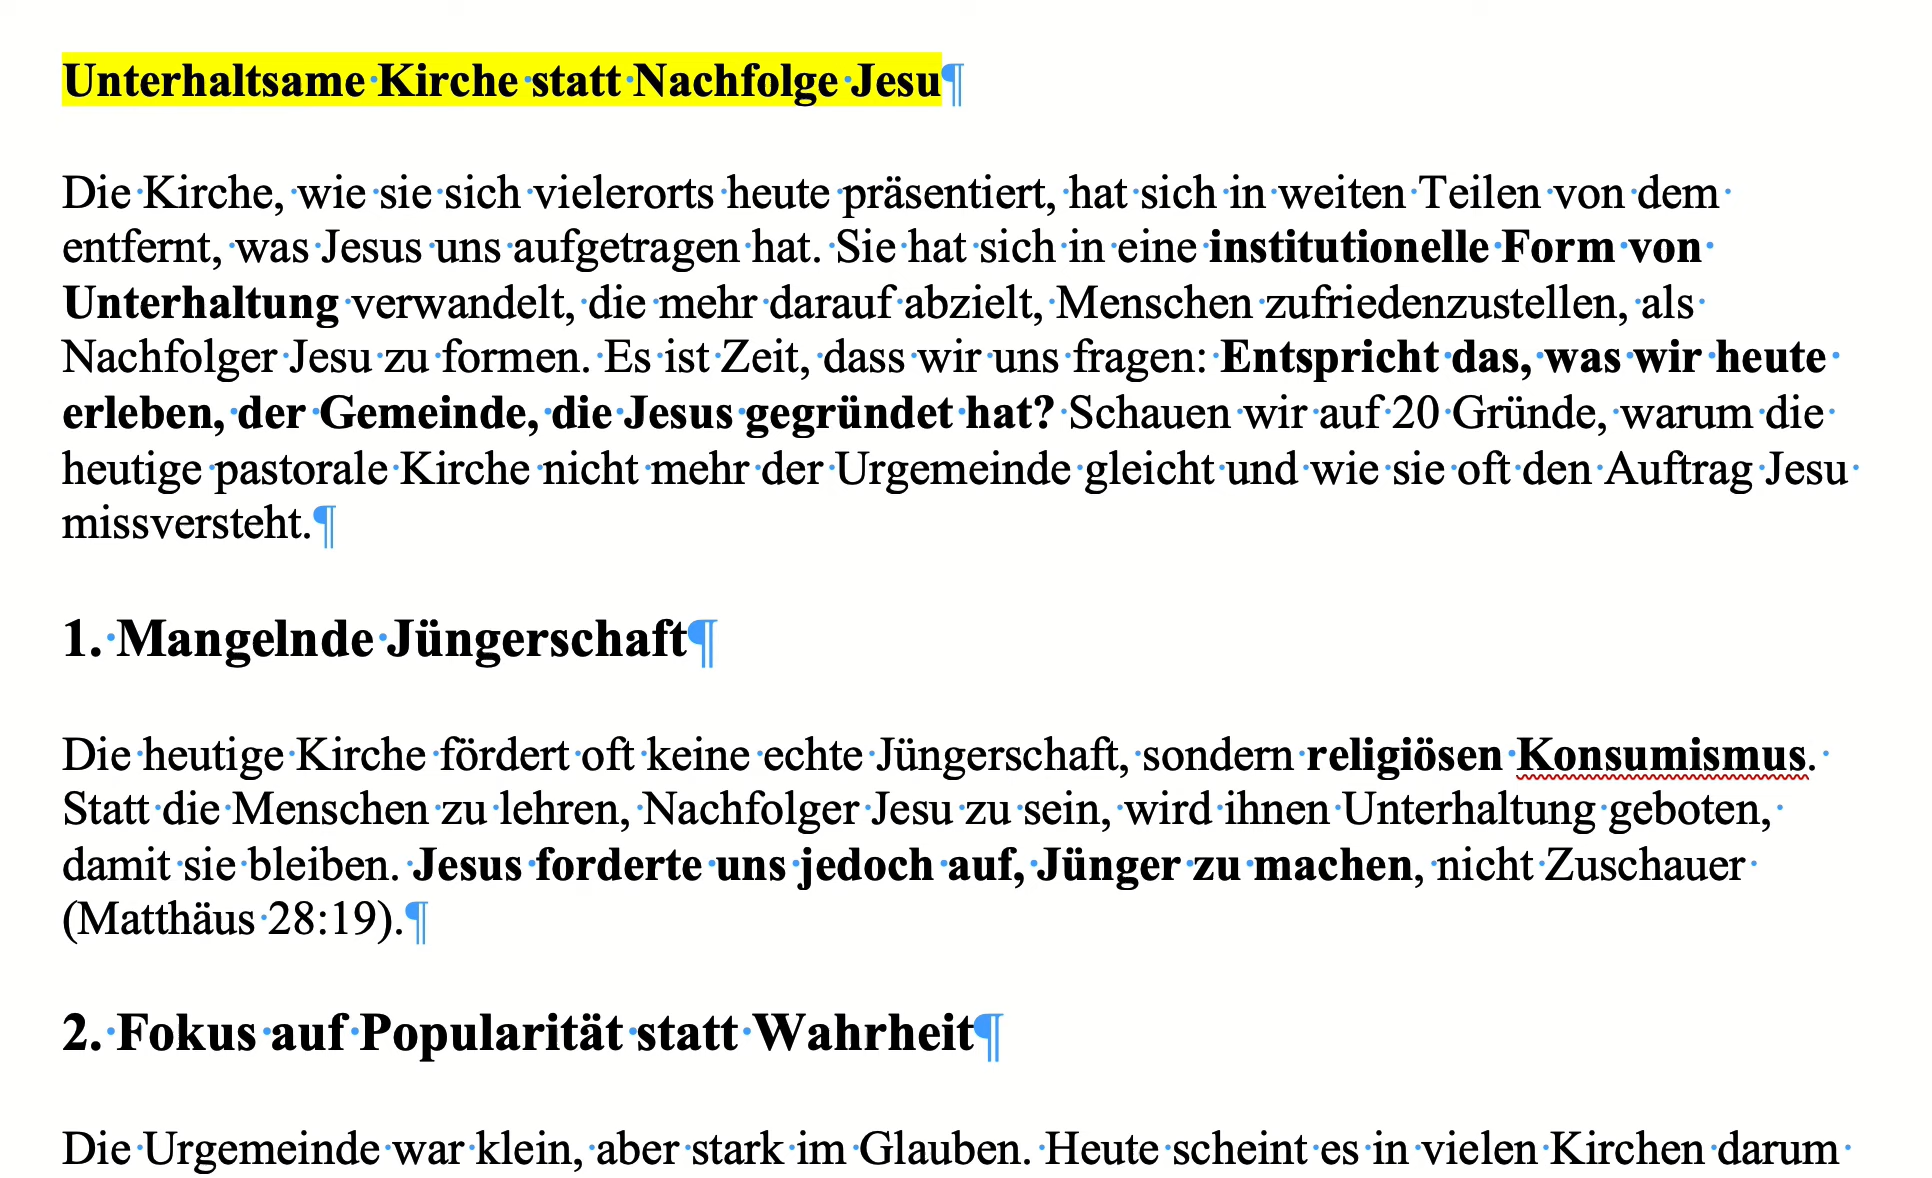 Unterhaltsame Kirche statt Nachfolge Jesu
Die Kirche, wie sie sich vielerorts heute präsentiert, hat sich in weiten Teilen von dem
entfernt, was Jesus uns aufgetragen hat. Sie hat sich in eine institutionelle Form von
Unterhaltung verwandelt, die mehr darauf abzielt, Menschen zufriedenzustellen, als
Nachfolger Jesu zu formen. Es ist Zeit, dass wir uns fragen: Entspricht das, was wir heute
erleben, der Gemeinde, die Jesus gegründet hat? Schauen wir auf 20 Gründe, warum die
heutige pastorale Kirche nicht mehr der Urgemeinde gleicht und wie sie oft den Auftrag Jesu
missversteht.
1. Mangelnde Jüngerschaft
Die heutige Kirche fördert oft keine echte Jüngerschaft, sondern religiösen Konsumismus.
Statt die Menschen zu lehren, Nachfolger Jesu zu sein, wird ihnen Unterhaltung geboten,
damit sie bleiben. Jesus forderte uns jedoch auf, Jünger zu machen, nicht Zuschauer
(Matthäus 28:19).
2. Fokus auf Popularität statt Wahrheit
Die Urgemeinde war klein, aber stark im Glauben. Heute scheint es in vielen Kirchen darum